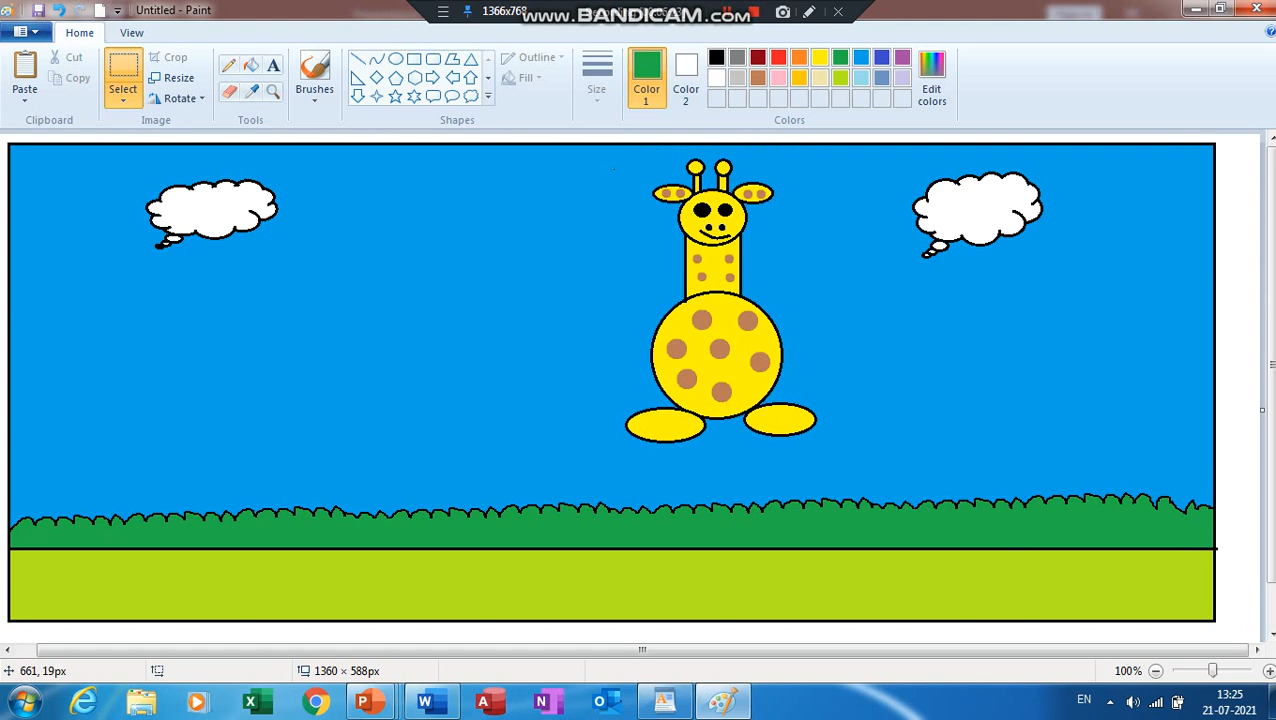 Untitled - Paint
1366x768
www.BANDICAM.com
Home
View
Cut
Copy
Paste
Clipboard
Crop
Resize
Rotate
Select
Image
A
Tools
Brushes
Outline
Fill
Shapes
Size
Color 1
Color 2
Edit colors
Colors
661, 19px
1360 × 588px
100%
EN
13:25
21-07-2021